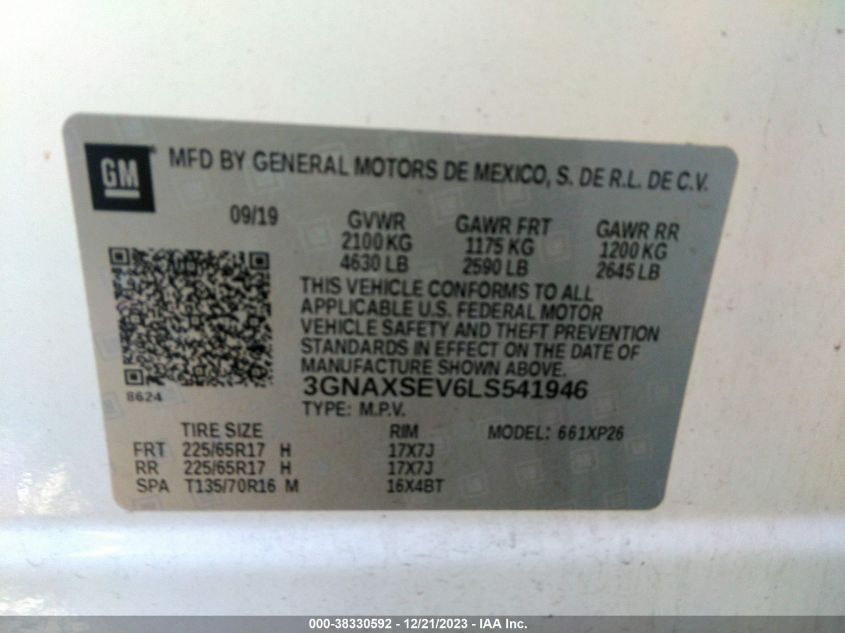 GM MFD BY GENERAL MOTORS DE MEXICO, S. DE R.L. DE C.V.
09/19 GVWR GAWR FRT GAWR RR
2100 KG 1175 KG 1200 KG
4630 LB 2590 LB 2645 LB
THIS VEHICLE CONFORMS TO ALL
APPLICABLE U.S. FEDERAL MOTOR
VEHICLE SAFETY AND THEFT PREVENTION
STANDARDS IN EFFECT ON THE DATE OF
MANUFACTURE SHOWN ABOVE.
8624 3GNAXSEV6LS541946
TYPE: M.P.V.
TIRE SIZE RIM MODEL: 661XP26
FRT 225/65R17 H 17X7J
RR 225/65R17 H 17X7J
SPA T135/70R16 M 16X4BT
000-38330592 - 12/21/2023 - IAA Inc.